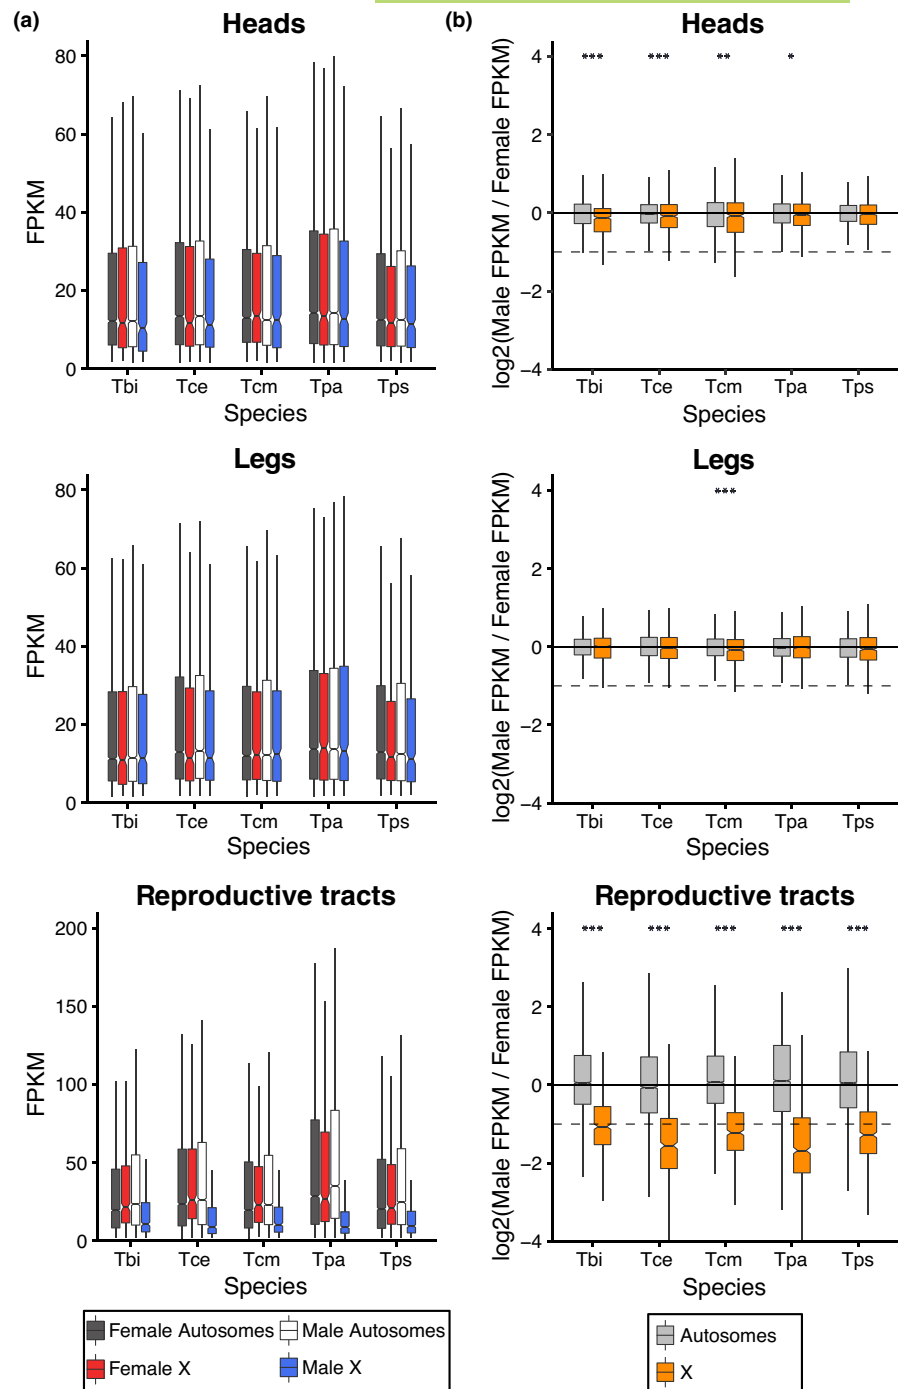 (a)
Heads
FPKM
80
60
40
20
0
Tbi Tce Tcm Tpa Tps
Species
(b)
Heads
log2(Male FPKM / Female FPKM)
4
2
0
−2
−4
*** *** ** *
Tbi Tce Tcm Tpa Tps
Species
Legs
FPKM
80
60
40
20
0
Tbi Tce Tcm Tpa Tps
Species
Legs
log2(Male FPKM / Female FPKM)
4
2
0
−2
−4
***
Tbi Tce Tcm Tpa Tps
Species
Reproductive tracts
FPKM
200
150
100
50
0
Tbi Tce Tcm Tpa Tps
Species
Reproductive tracts
log2(Male FPKM / Female FPKM)
4
2
0
−2
−4
*** *** *** *** ***
Tbi Tce Tcm Tpa Tps
Species
Female Autosomes Male Autosomes
Female X Male X
Autosomes
X